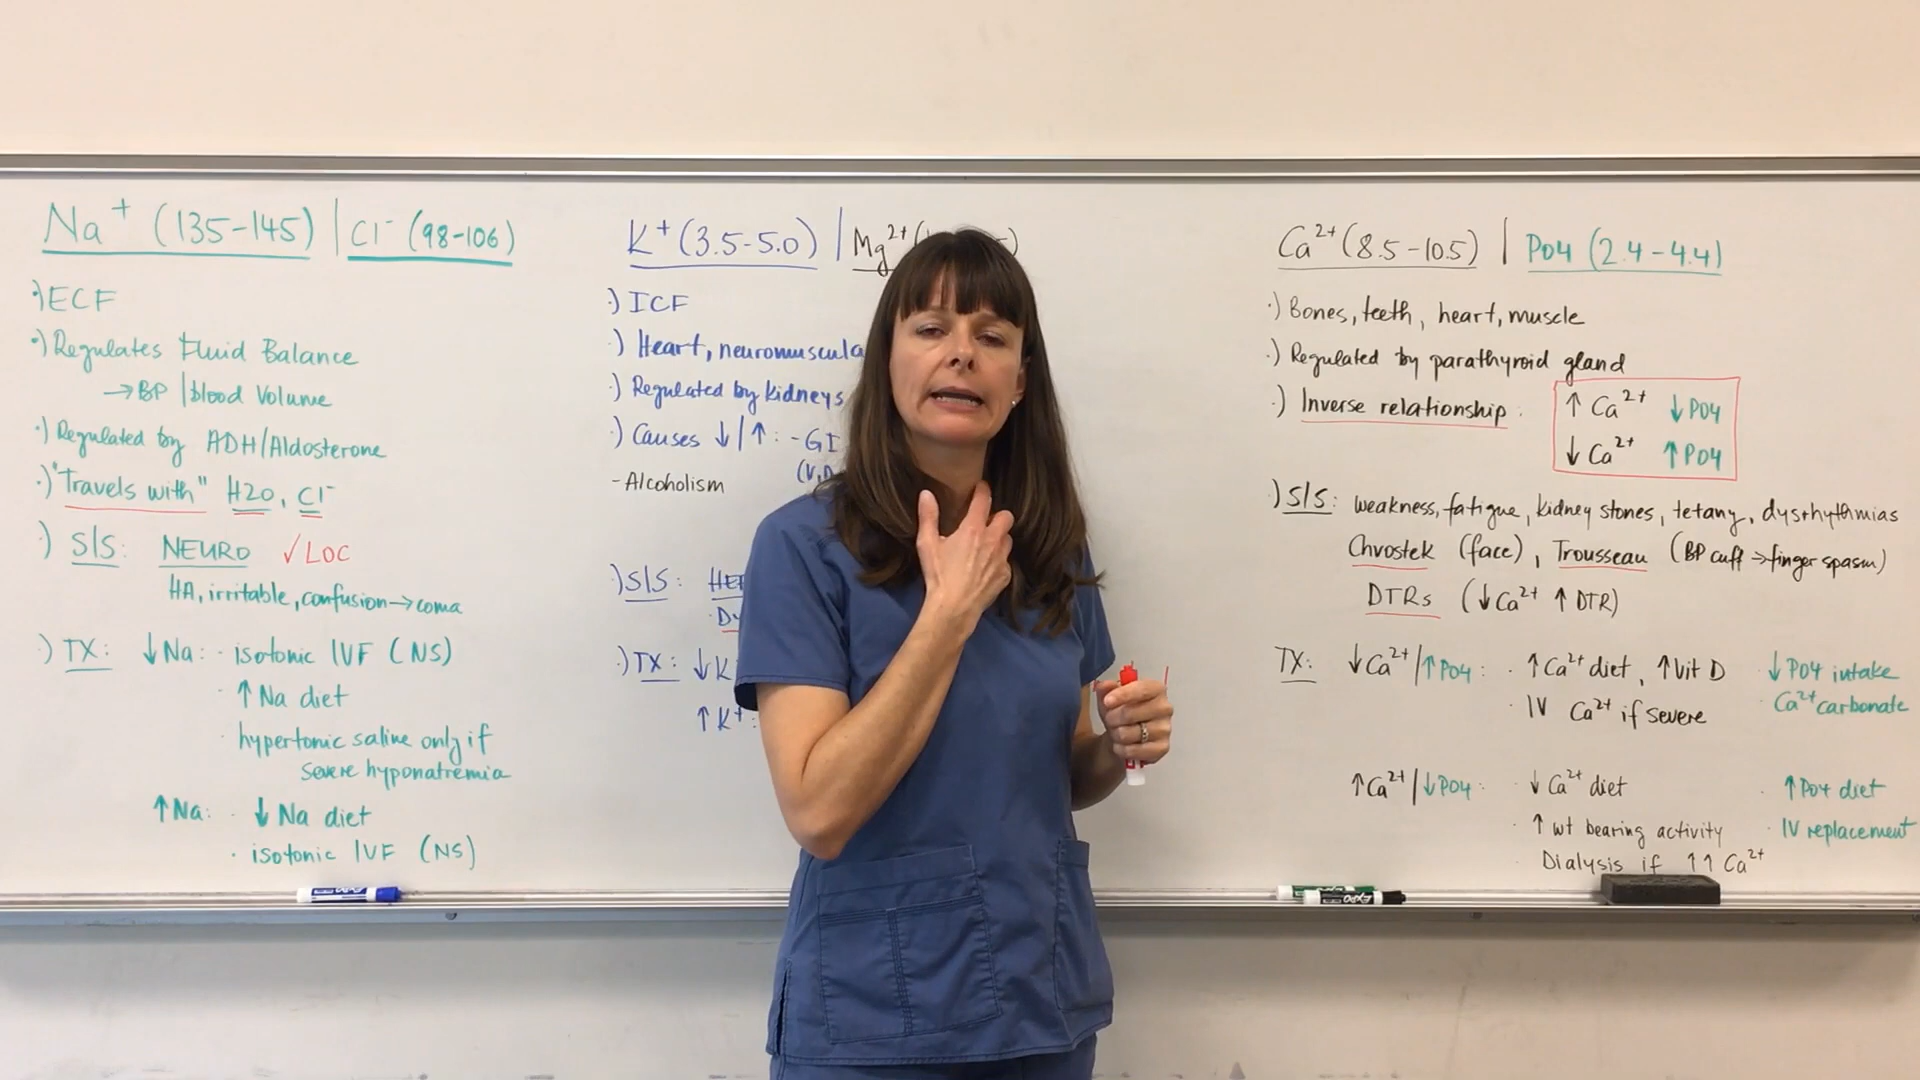 Na+ (135-145) | Cl- (98-106)
·) ECF
·) Regulates Fluid Balance
→ BP | blood Volume
·) Regulated by ADH/Aldosterone
·) "Travels with" H2O, Cl-
·) S|S: NEURO ✓LOC
HA, irritable, confusion → coma
·) TX: ↓Na: · isotonic IVF (NS)
· ↑ Na diet
· hypertonic saline only if
severe hyponatremia
↑Na: · ↓ Na diet
· isotonic IVF (NS)
K+ (3.5-5.0) | Mg2+
·) ICF
·) Heart,
·) Regulated by kidneys
·) Causes ↓/↑: - GI
- Alcoholism
·) S|S:
·) TX: ↓K
↑K+:
Ca2+ (8.5-10.5) | PO4 (2.4-4.4)
·) Bones, teeth, heart, muscle
·) Regulated by parathyroid gland
·) Inverse relationship:
↑ Ca2+ ↓ PO4
↓ Ca2+ ↑ PO4
·) S|S: weakness, fatigue, kidney stones, tetany, dysrhythmias
Chvostek (face), Trousseau (BP cuff → finger spasm)
DTRs (↓Ca2+ ↑DTR)
TX: ↓Ca2+/↑PO4: · ↑Ca2+ diet, ↑Vit D · ↓ PO4 intake
· IV Ca2+ if severe · Ca2+ carbonate
↑Ca2+/↓PO4: · ↓ Ca2+ diet · ↑PO4 diet
· ↑ wt bearing activity · IV replacement
· Dialysis if ↑↑ Ca2+
EXPO